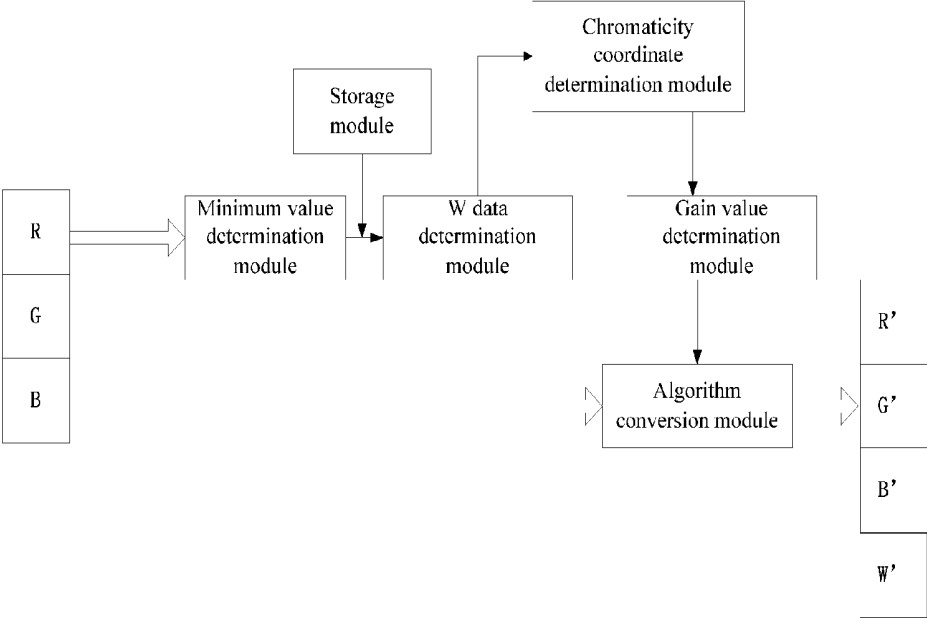 Chromaticity
coordinate
determination module
Storage
module
R
G
B
Minimum value
determination
module
W data
determination
module
Gain value
determination
module
Algorithm
conversion module
R’
G’
B’
W’